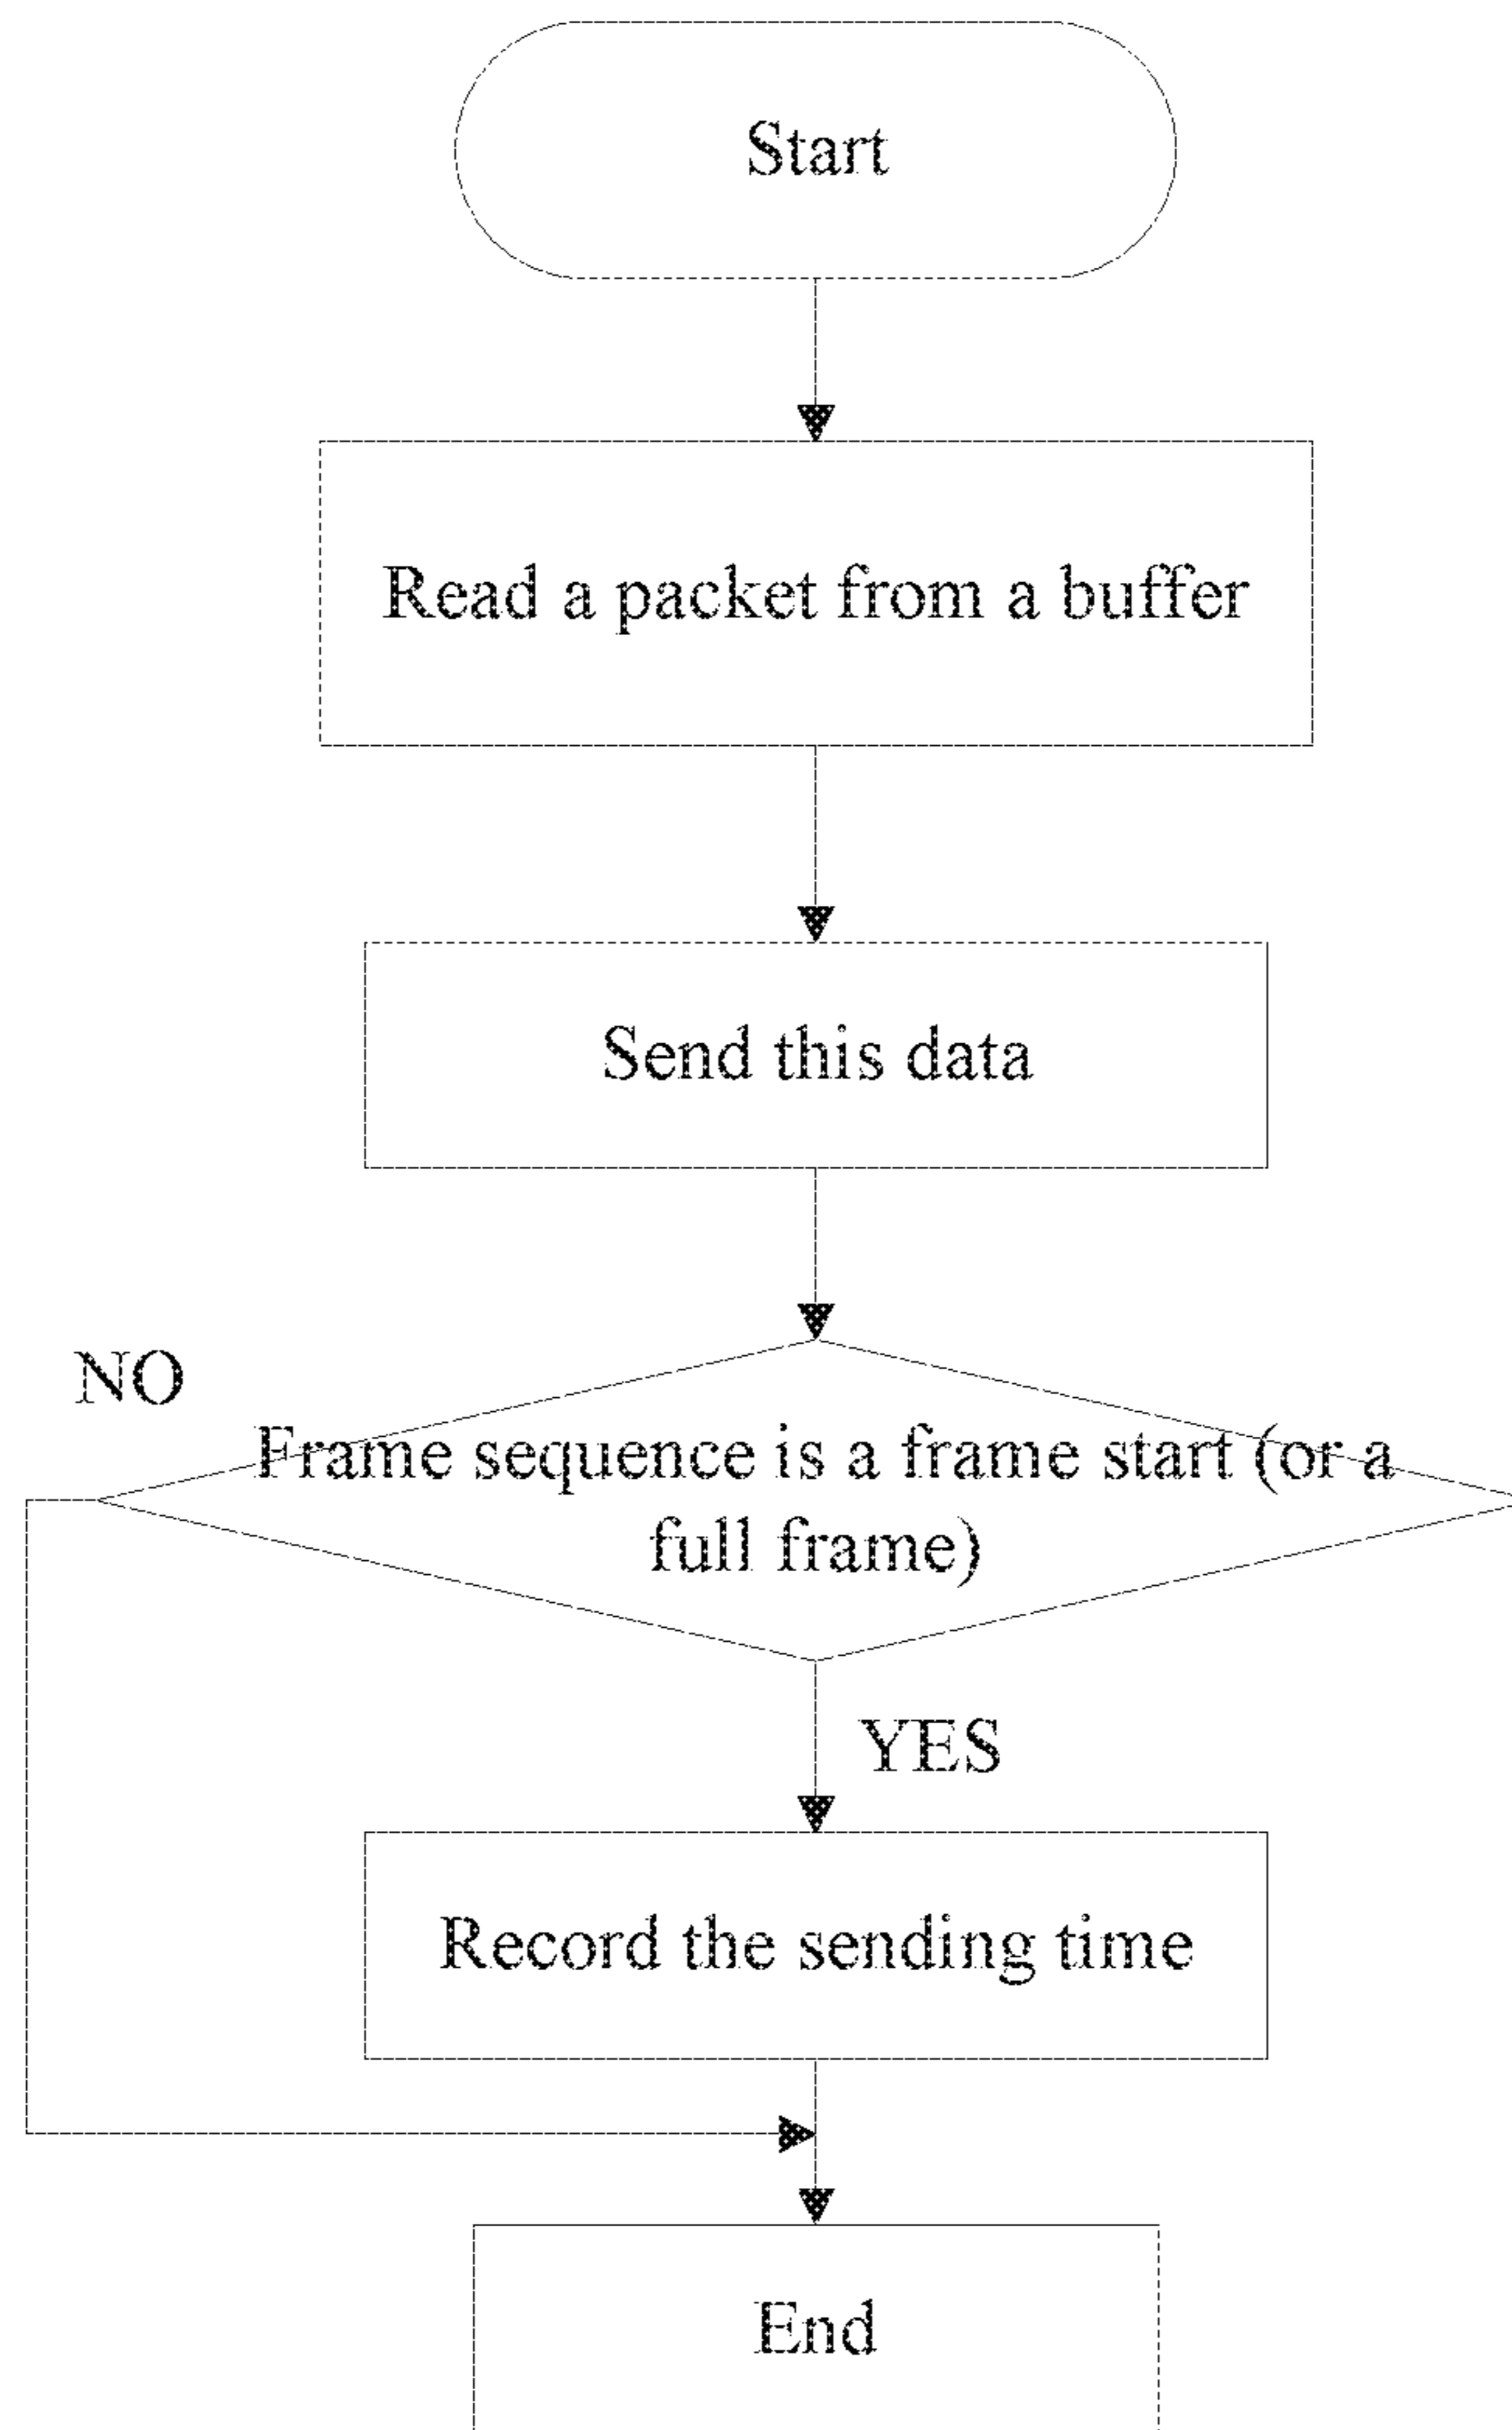 Start
Read a packet from a buffer
Send this data
NO
Frame sequence is a frame start (or a
full frame)
YES
Record the sending time
End